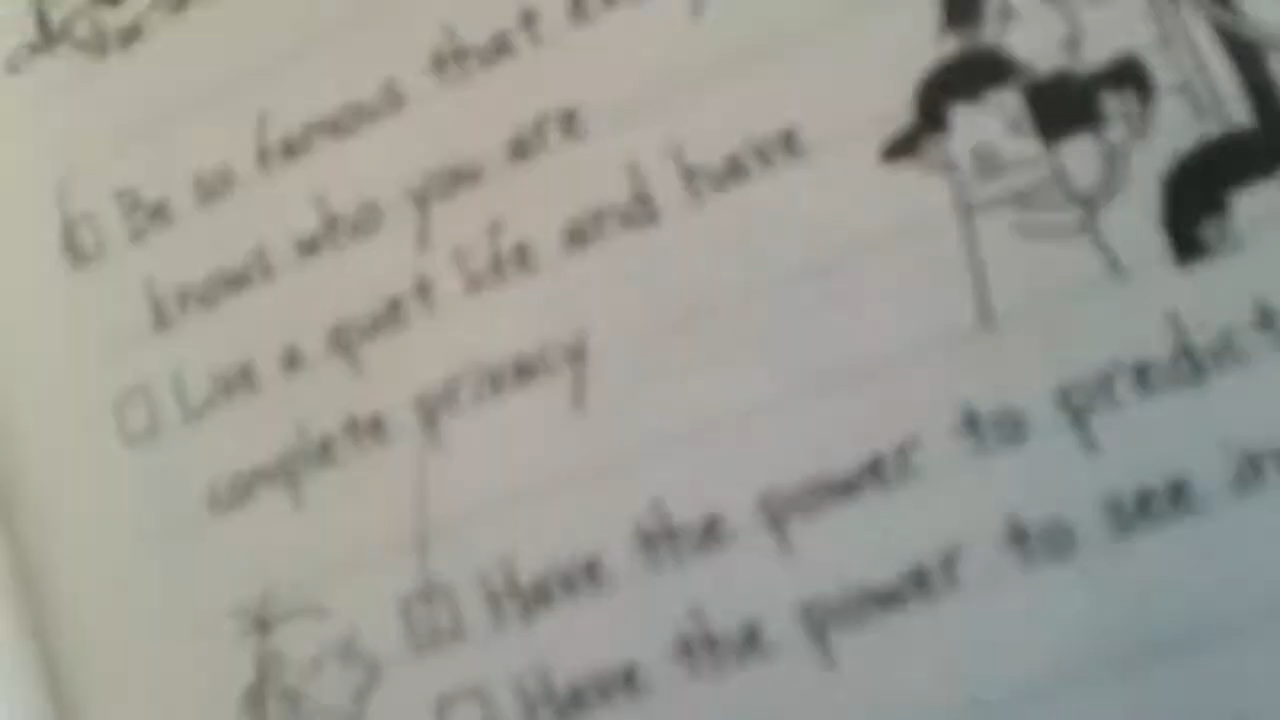 Be so famous that
knows who you are
Live a quiet life and have
complete privacy
Have the power to predict
Have the power to see